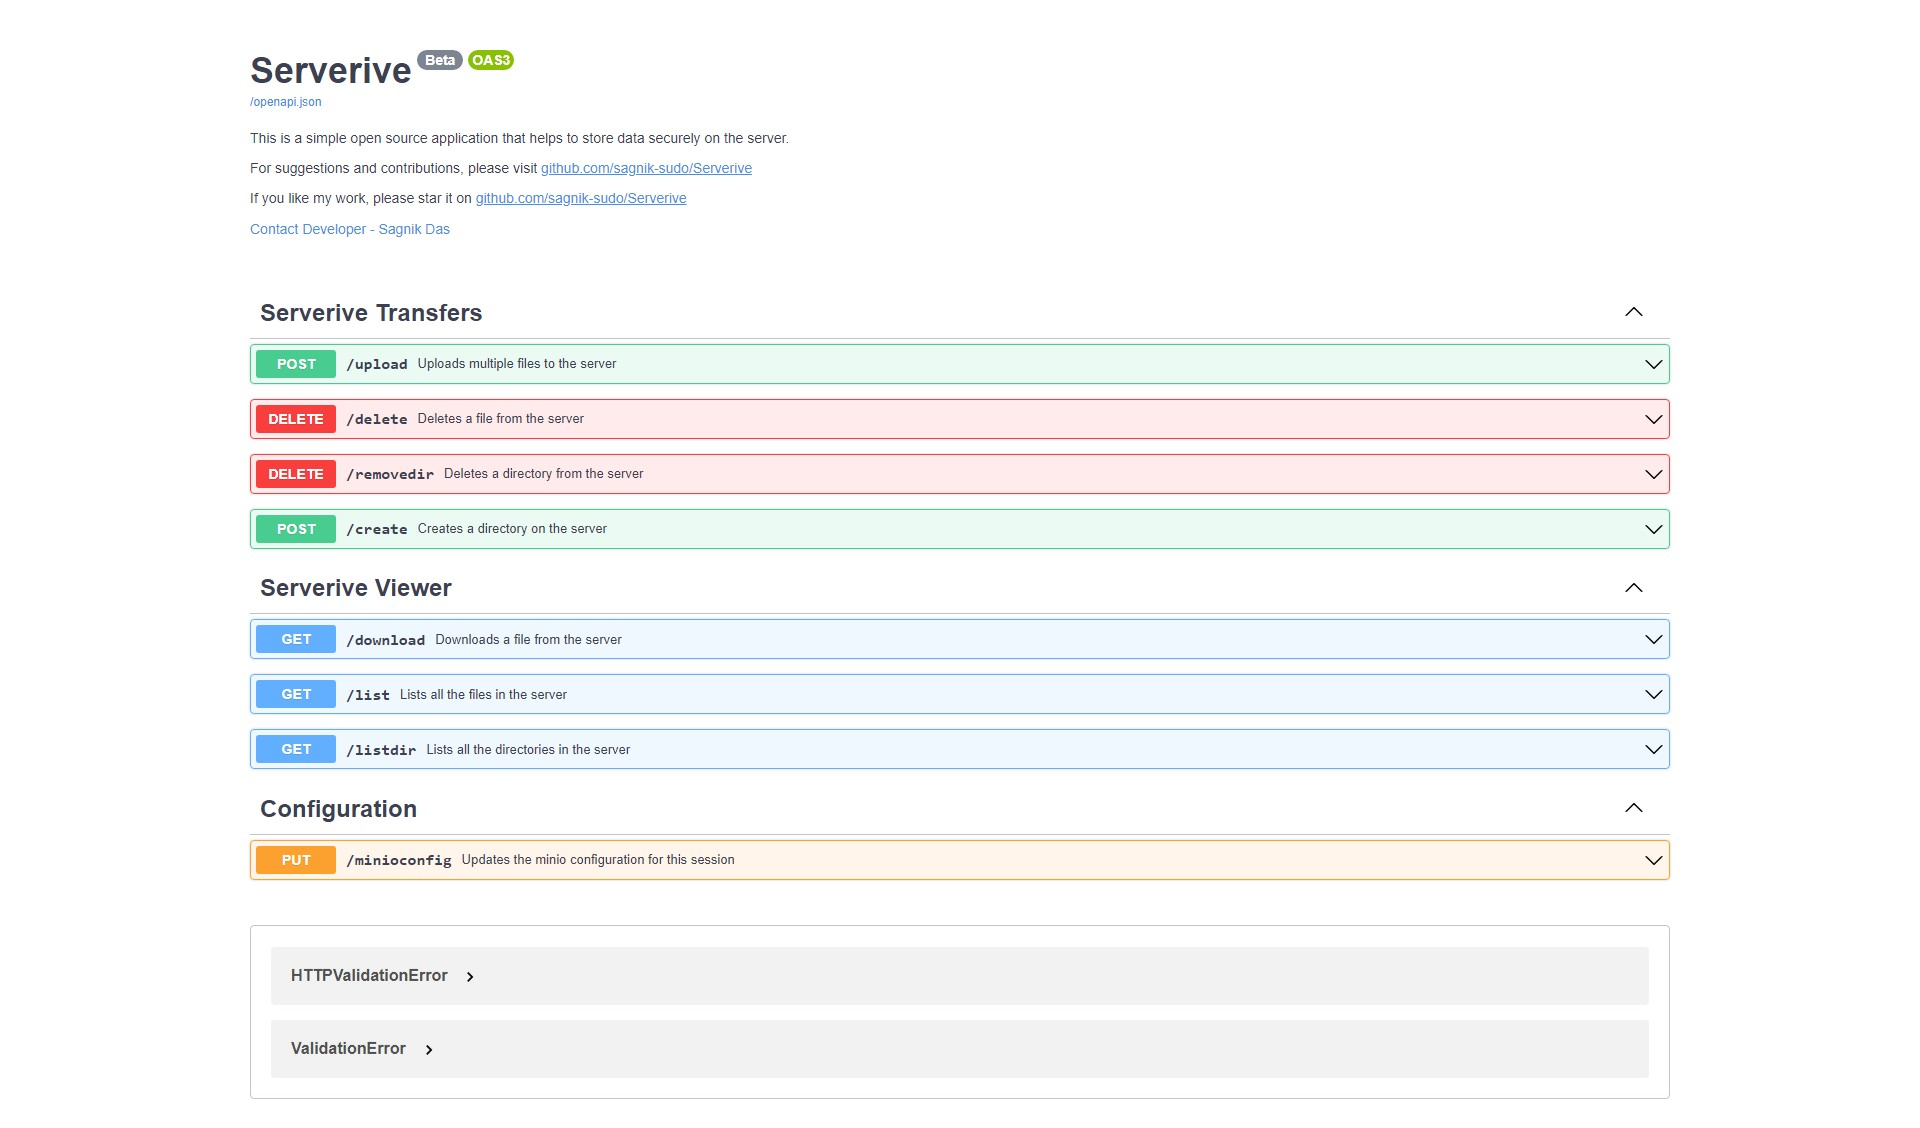 Serverive Beta OAS3
/openapi.json
This is a simple open source application that helps to store data securely on the server.
For suggestions and contributions, please visit github.com/sagnik-sudo/Serverive
If you like my work, please star it on github.com/sagnik-sudo/Serverive
Contact Developer - Sagnik Das
Serverive Transfers
POST /upload Uploads multiple files to the server
DELETE /delete Deletes a file from the server
DELETE /removedir Deletes a directory from the server
POST /create Creates a directory on the server
Serverive Viewer
GET /download Downloads a file from the server
GET /list Lists all the files in the server
GET /listdir Lists all the directories in the server
Configuration
PUT /minioconfig Updates the minio configuration for this session
HTTPValidationError
ValidationError